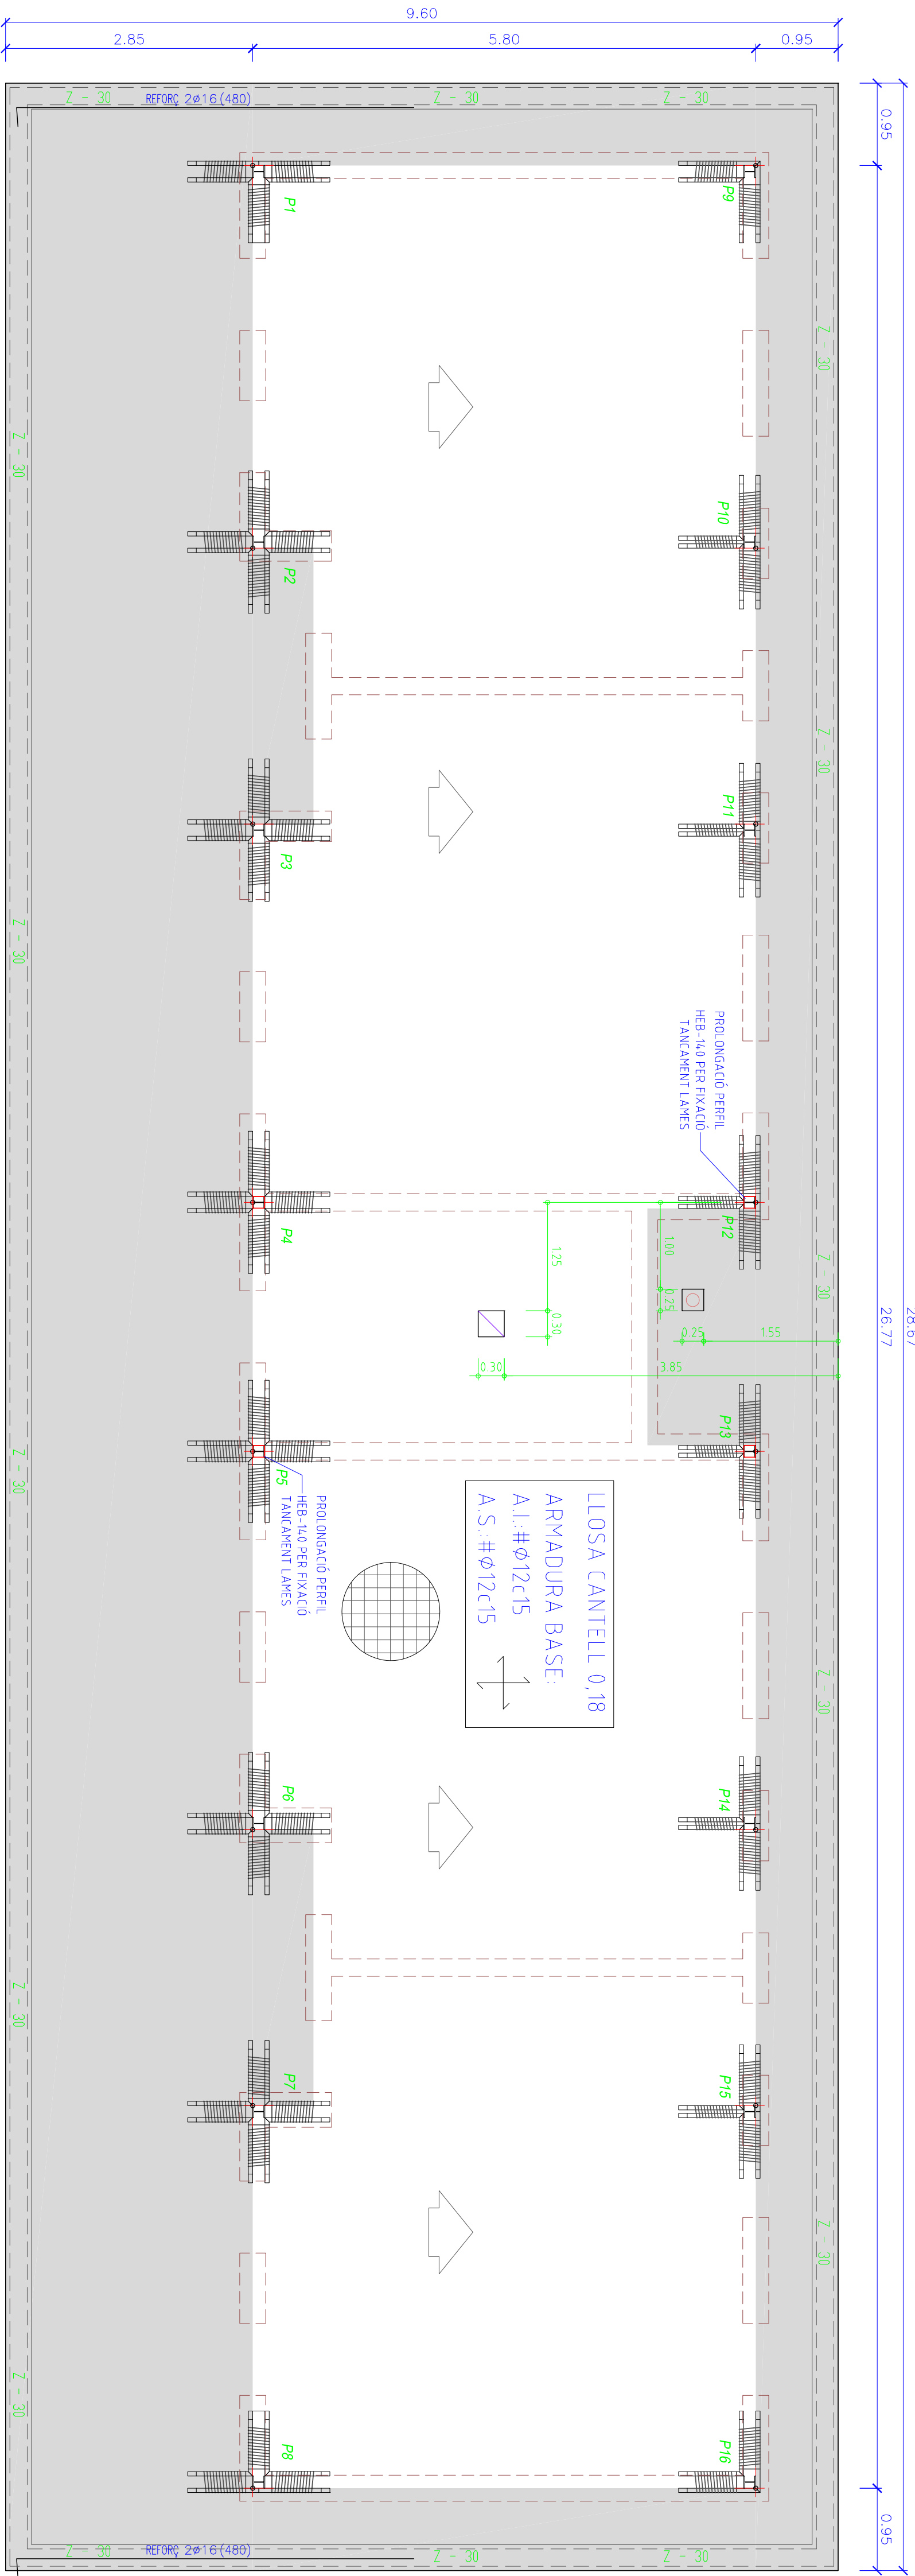 9.60
2.85
5.80
0.95
28.67
0.95
26.77
0.95
Z - 30
REFORÇ 2ø16(480)
Z - 30
Z - 30
P1
P9
Z - 30
Z - 30
P2
P10
Z - 30
P3
P11
Z - 30
PROLONGACIÓ PERFIL
HEB-140 PER FIXACIÓ
TANCAMENT LAMES
P4
P12
Z - 30
1.25
0.30
1.00
0.25
0.25
1.55
0.30
3.85
P5
P13
Z - 30
PROLONGACIÓ PERFIL
HEB-140 PER FIXACIÓ
TANCAMENT LAMES
LLOSA CANTELL 0,18
ARMADURA BASE:
A.I.:#Ø12c15
A.S.:#Ø12c15
Z - 30
P6
P14
Z - 30
P7
P15
Z - 30
Z - 30
P8
P16
Z - 30
REFORÇ 2ø16(480)
Z - 30
Z - 30